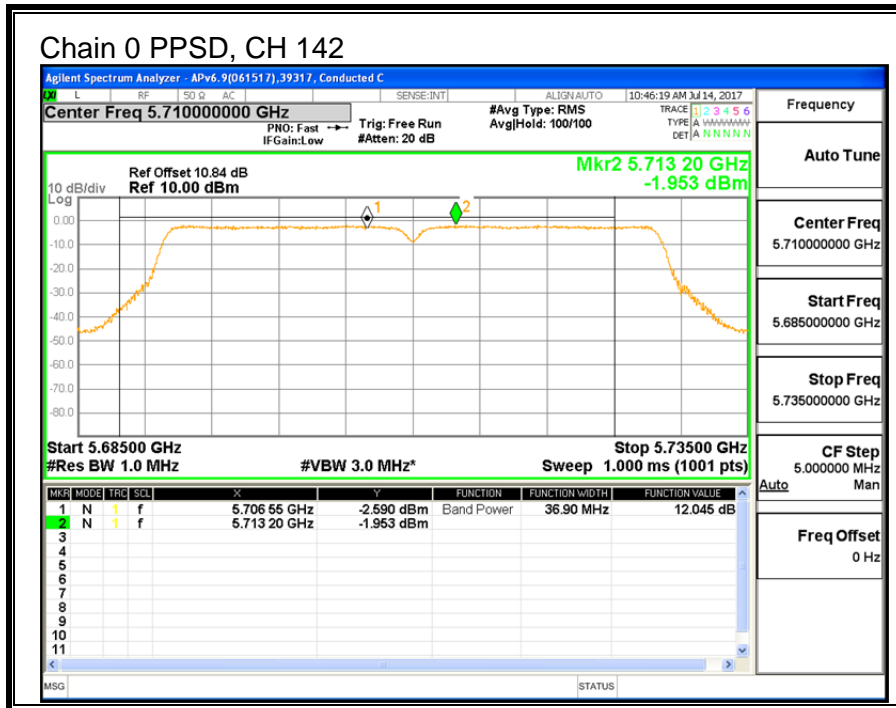 Chain 0 PPSD, CH 142
Agilent Spectrum Analyzer - APv6.9(061517),39317, Conducted C
LXI L RF 50 Ω AC SENSE:INT ALIGN AUTO 10:46:19 AM Jul 14, 2017
Center Freq 5.710000000 GHz
PNO: Fast
IFGain:Low
Trig: Free Run
#Atten: 20 dB
#Avg Type: RMS
Avg|Hold: 100/100
TRACE 1 2 3 4 5 6
TYPE A WWWWW
DET A N N N N N
Ref Offset 10.84 dB
10 dB/div Ref 10.00 dBm
Log
Mkr2 5.713 20 GHz
-1.953 dBm
1
2
0.00
-10.0
-20.0
-30.0
-40.0
-50.0
-60.0
-70.0
-80.0
Start 5.68500 GHz Stop 5.73500 GHz
#Res BW 1.0 MHz #VBW 3.0 MHz* Sweep 1.000 ms (1001 pts)
MKR MODE TRC SCL X Y FUNCTION FUNCTION WIDTH FUNCTION VALUE
1 N 1 f 5.706 55 GHz -2.590 dBm Band Power 36.90 MHz 12.045 dB
2 N 1 f 5.713 20 GHz -1.953 dBm
3
4
5
6
7
8
9
10
11
MSG STATUS
Frequency
Auto Tune
Center Freq
5.710000000 GHz
Start Freq
5.685000000 GHz
Stop Freq
5.735000000 GHz
CF Step
5.000000 MHz
Auto Man
Freq Offset
0 Hz